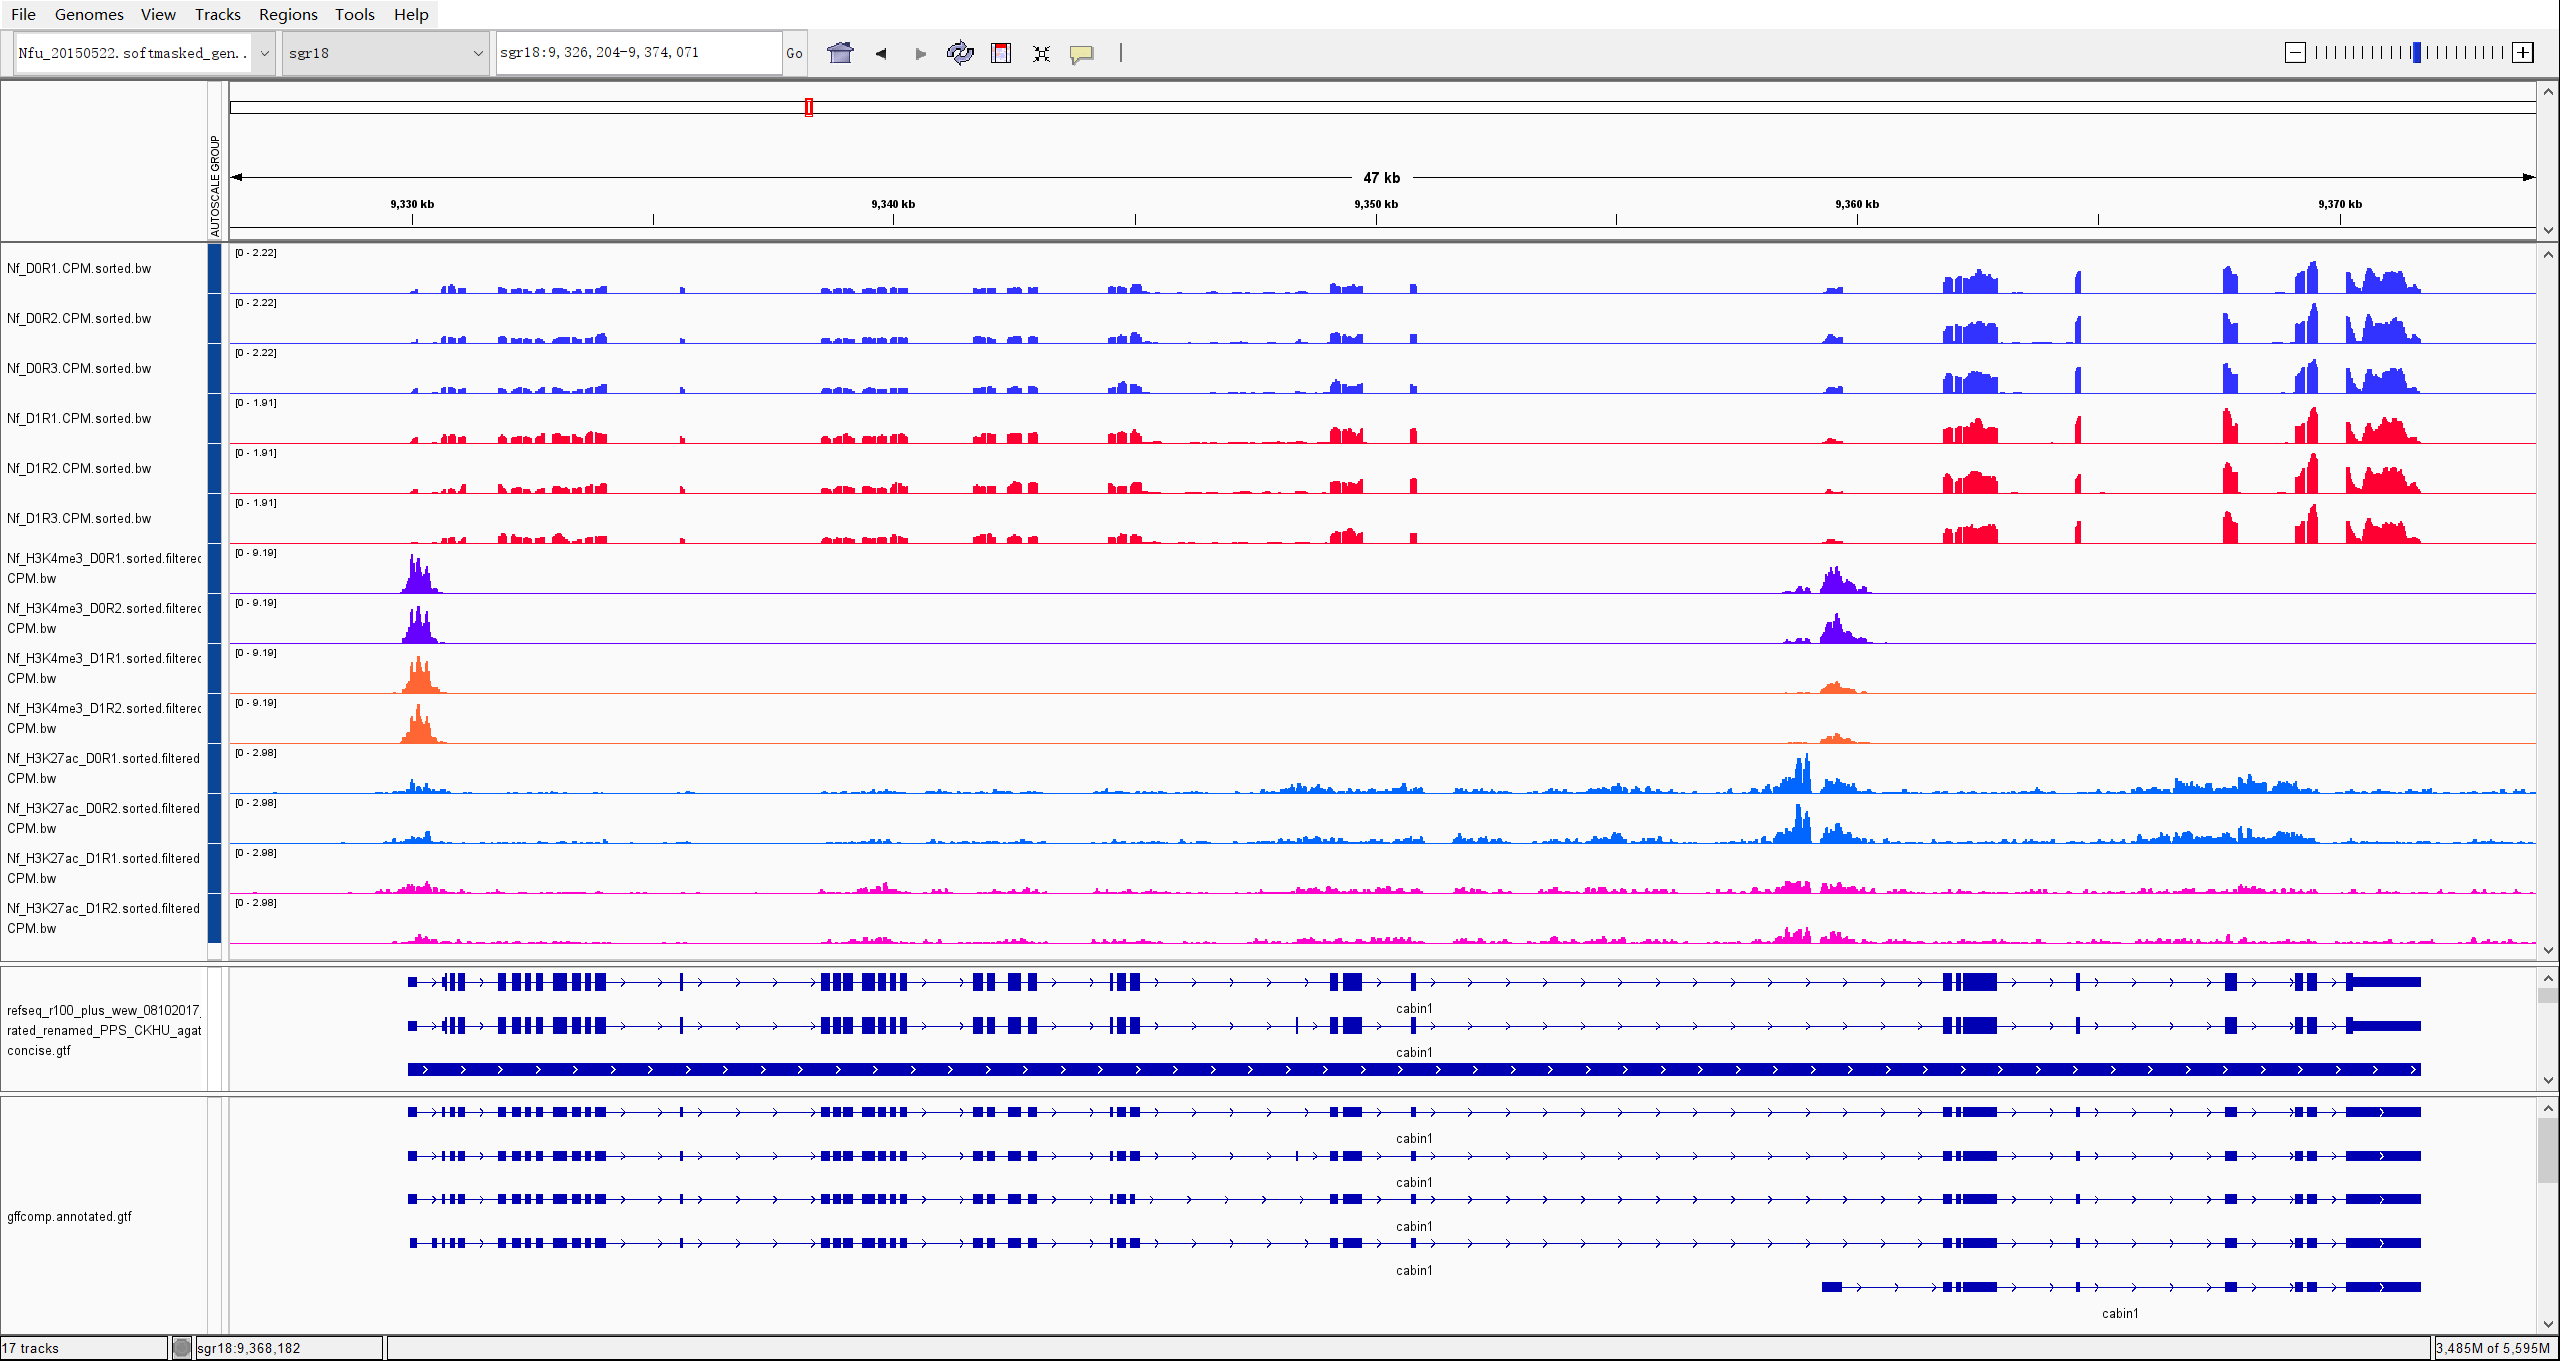 File Genomes View Tracks Regions Tools Help
Nfu_20150522.softmasked_gen.. sgr18 sgr18:9,326,204-9,374,071 Go
AUTOSCALE GROUP
47 kb
9,330 kb 9,340 kb 9,350 kb 9,360 kb 9,370 kb
Nf_D0R1.CPM.sorted.bw
[0 - 2.22]
Nf_D0R2.CPM.sorted.bw
[0 - 2.22]
Nf_D0R3.CPM.sorted.bw
[0 - 2.22]
Nf_D1R1.CPM.sorted.bw
[0 - 1.91]
Nf_D1R2.CPM.sorted.bw
[0 - 1.91]
Nf_D1R3.CPM.sorted.bw
[0 - 1.91]
Nf_H3K4me3_D0R1.sorted.filtered
CPM.bw
[0 - 9.19]
Nf_H3K4me3_D0R2.sorted.filtered
CPM.bw
[0 - 9.19]
Nf_H3K4me3_D1R1.sorted.filtered
CPM.bw
[0 - 9.19]
Nf_H3K4me3_D1R2.sorted.filtered
CPM.bw
[0 - 9.19]
Nf_H3K27ac_D0R1.sorted.filtered
CPM.bw
[0 - 2.98]
Nf_H3K27ac_D0R2.sorted.filtered
CPM.bw
[0 - 2.98]
Nf_H3K27ac_D1R1.sorted.filtered
CPM.bw
[0 - 2.98]
Nf_H3K27ac_D1R2.sorted.filtered
CPM.bw
[0 - 2.98]
refseq_r100_plus_wew_08102017_
rated_renamed_PPS_CKHU_agat
concise.gtf
cabin1
cabin1
gffcomp.annotated.gtf
cabin1
cabin1
cabin1
cabin1
cabin1
17 tracks sgr18:9,368,182 3,485M of 5,595M